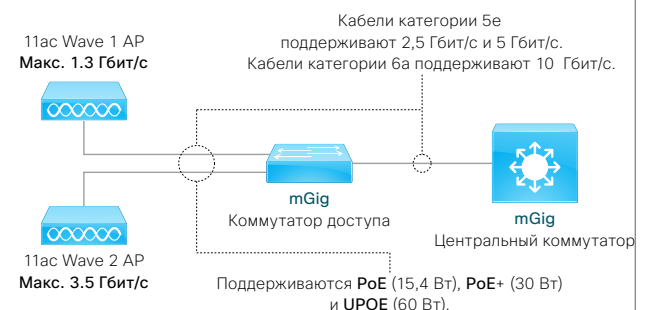 Кабели категории 5e
поддерживают 2,5 Гбит/с и 5 Гбит/с.
Кабели категории 6a поддерживают 10 Гбит/с.
11ac Wave 1 AP
Макс. 1.3 Гбит/с
mGig
Коммутатор доступа
mGig
Центральный коммутатор
11ac Wave 2 AP
Макс. 3.5 Гбит/с
Поддерживаются PoE (15,4 Вт), PoE+ (30 Вт)
и UPOE (60 Вт).